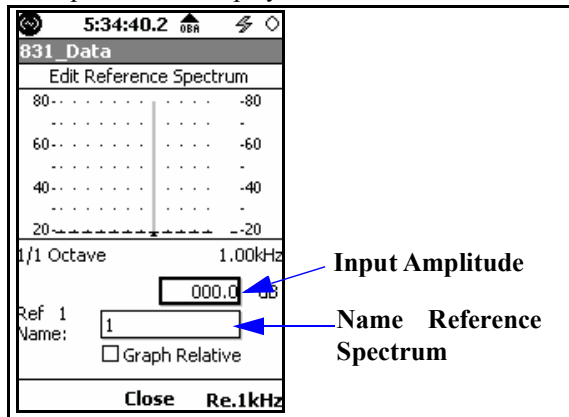 5:34:40.2 OBA
831_Data
Edit Reference Spectrum
80 -80
60 -60
40 -40
20 -20
1/1 Octave 1.00kHz
000.0 dB
Input Amplitude
Ref 1
Name: 1
Name Reference
Spectrum
Graph Relative
Close Re.1kHz